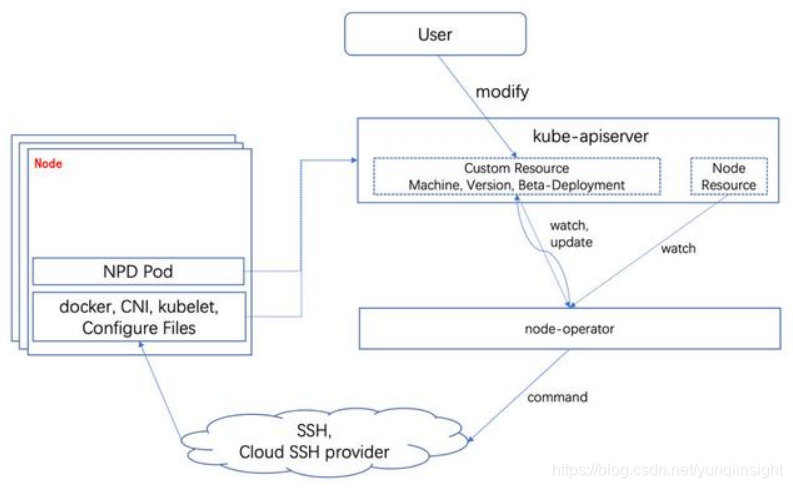 User
modify
kube-apiserver
Custom Resource
Machine, Version, Beta-Deployment
Node
Resource
Node
NPD Pod
docker, CNI, kubelet,
Configure Files
watch,
update
watch
node-operator
command
SSH,
Cloud SSH provider
https://blog.csdn.net/yunqiinsight